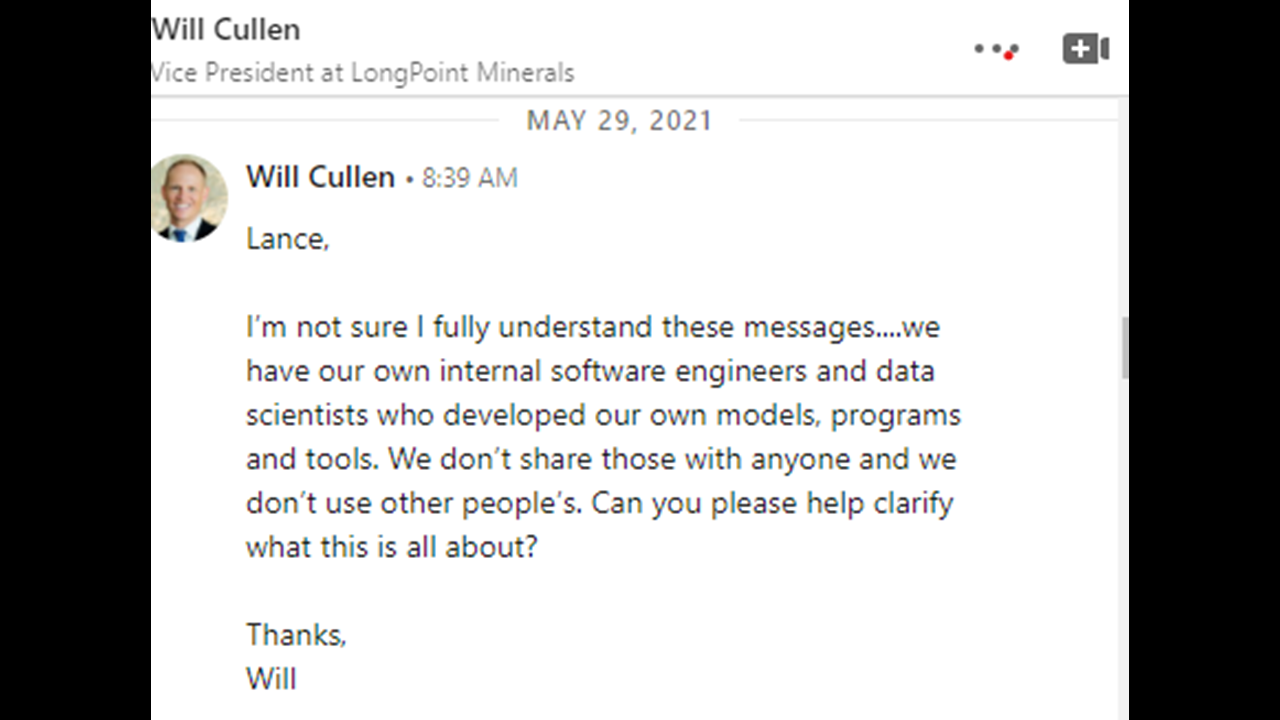 Will Cullen
Vice President at LongPoint Minerals
MAY 29, 2021
Will Cullen • 8:39 AM
Lance,
I'm not sure I fully understand these messages....we
have our own internal software engineers and data
scientists who developed our own models, programs
and tools. We don't share those with anyone and we
don't use other people's. Can you please help clarify
what this is all about?
Thanks,
Will